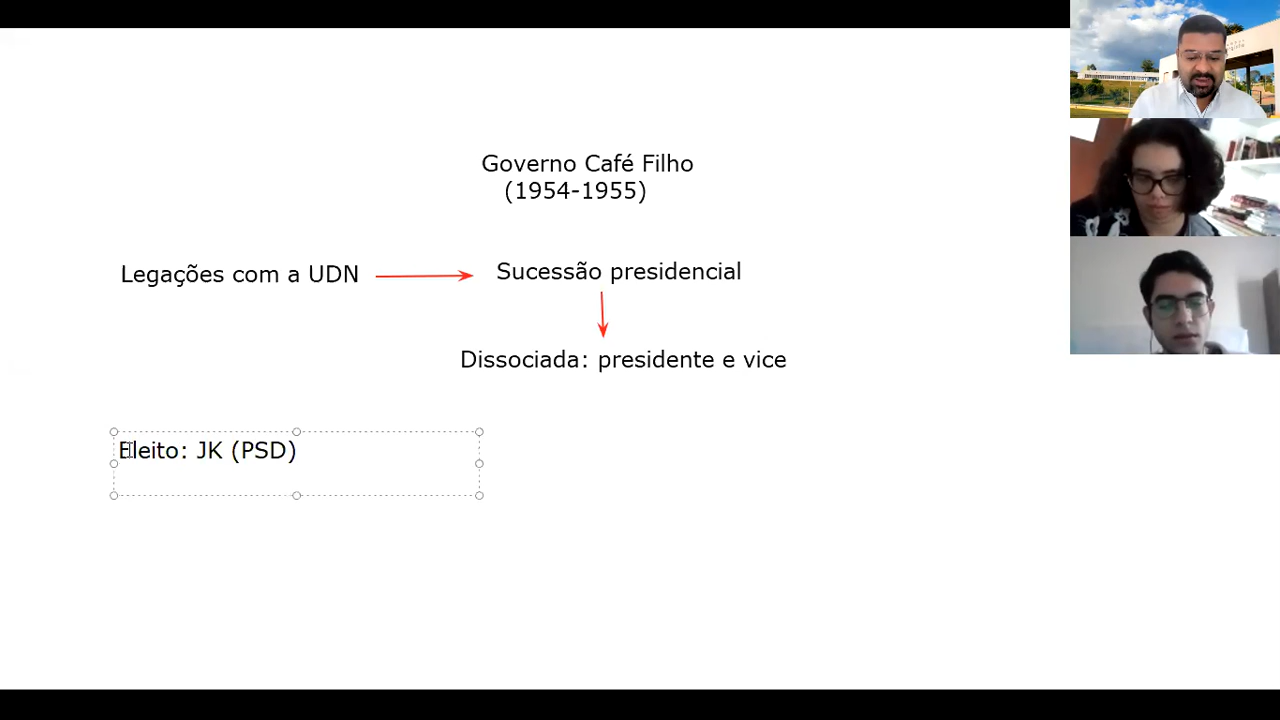 Governo Café Filho
(1954-1955)
Legações com a UDN
Sucessão presidencial
Dissociada: presidente e vice
Eleito: JK (PSD)